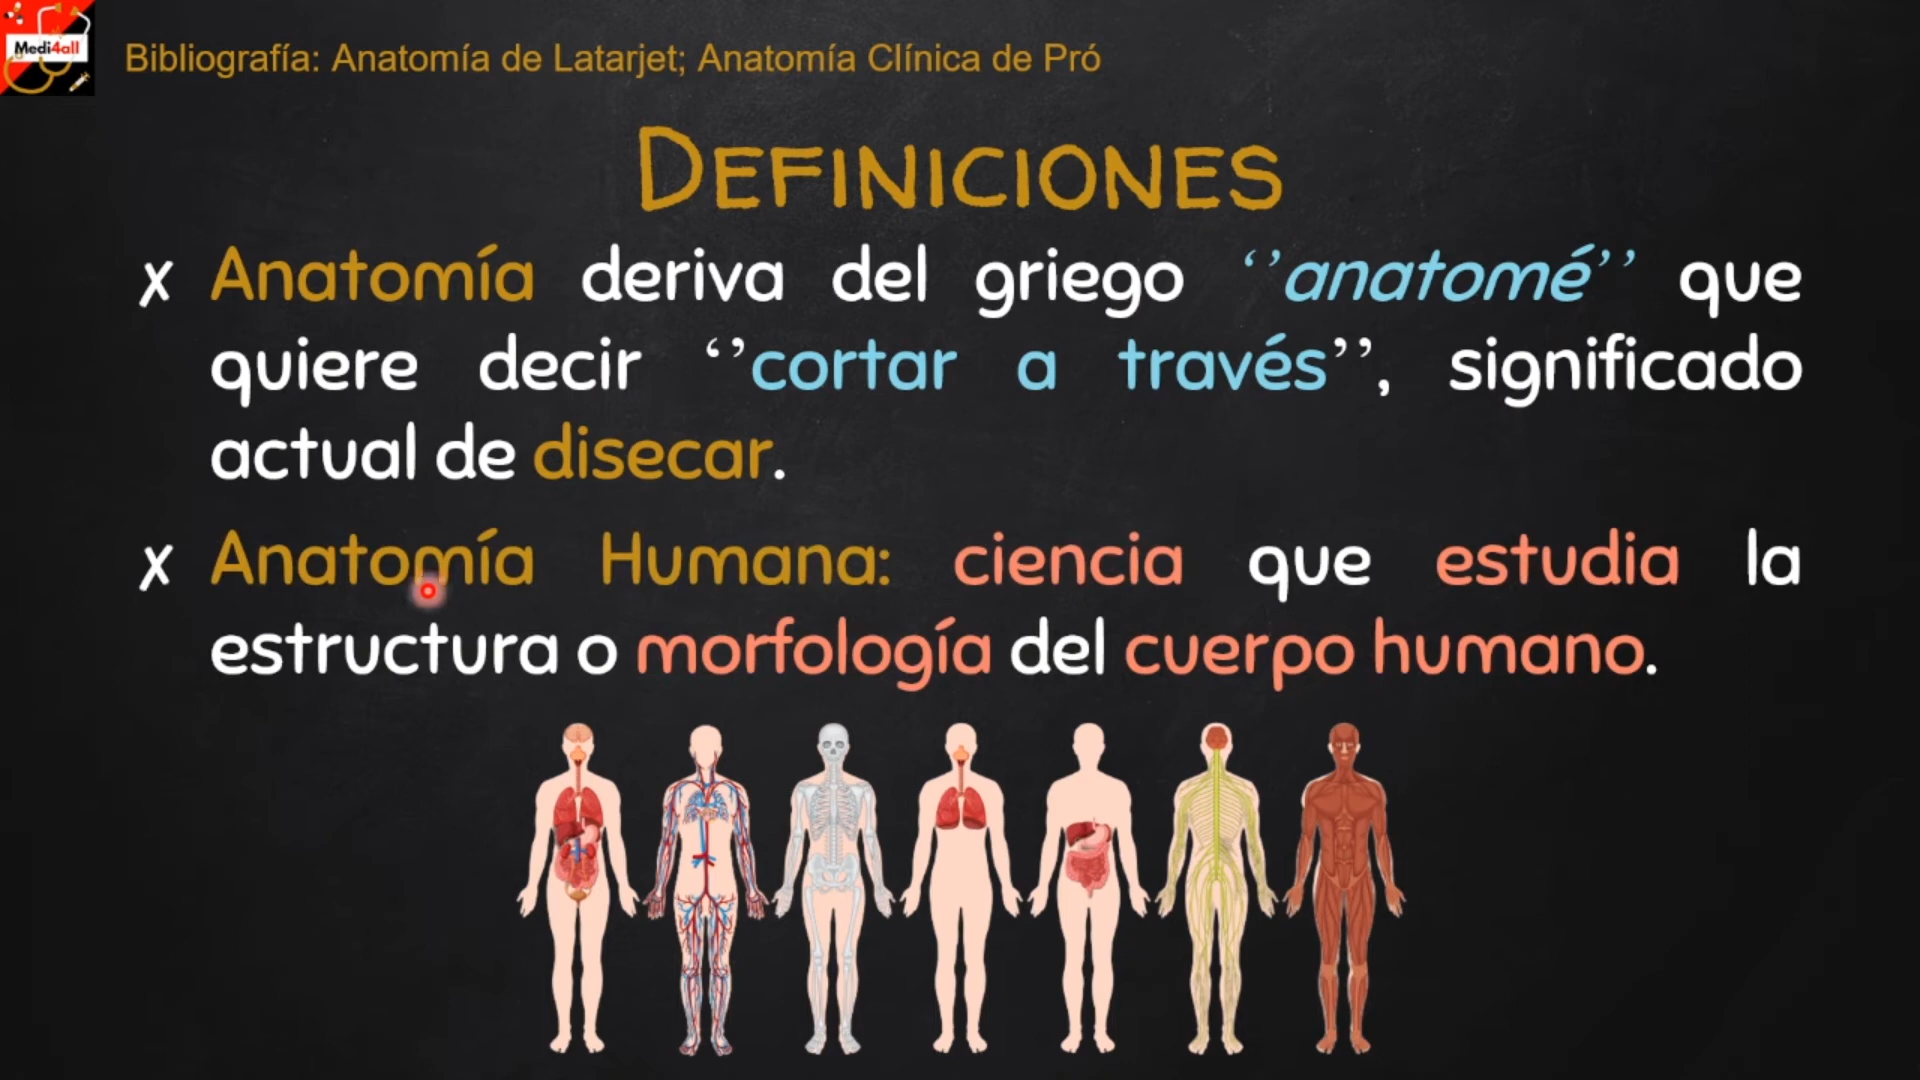 Medi4all
Bibliografía: Anatomía de Latarjet; Anatomía Clínica de Pró
DEFINICIONES
✗ Anatomía deriva del griego ‘’anatomé’’ que
quiere decir ‘’cortar a través’’, significado
actual de disecar.
✗ Anatomía Humana: ciencia que estudia la
estructura o morfología del cuerpo humano.